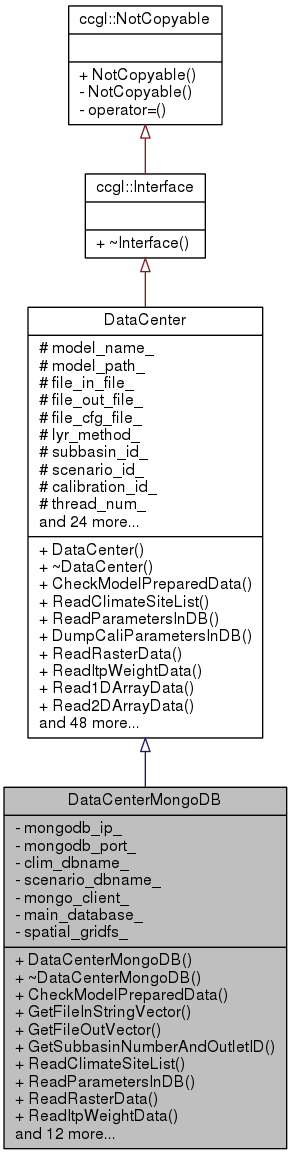 ccgl::NotCopyable
+ NotCopyable()
- NotCopyable()
- operator=()
ccgl::Interface
+ ~Interface()
DataCenter
# model_name_
# model_path_
# file_in_file_
# file_out_file_
# file_cfg_file_
# lyr_method_
# subbasin_id_
# scenario_id_
# calibration_id_
# thread_num_
and 24 more...
+ DataCenter()
+ ~DataCenter()
+ CheckModelPreparedData()
+ ReadClimateSiteList()
+ ReadParametersInDB()
+ DumpCaliParametersInDB()
+ ReadRasterData()
+ ReadItpWeightData()
+ Read1DArrayData()
+ Read2DArrayData()
and 48 more...
DataCenterMongoDB
- mongodb_ip_
- mongodb_port_
- clim_dbname_
- scenario_dbname_
- mongo_client_
- main_database_
- spatial_gridfs_
+ DataCenterMongoDB()
+ ~DataCenterMongoDB()
+ CheckModelPreparedData()
+ GetFileInStringVector()
+ GetFileOutVector()
+ GetSubbasinNumberAndOutletID()
+ ReadClimateSiteList()
+ ReadParametersInDB()
+ ReadRasterData()
+ ReadItpWeightData()
and 12 more...